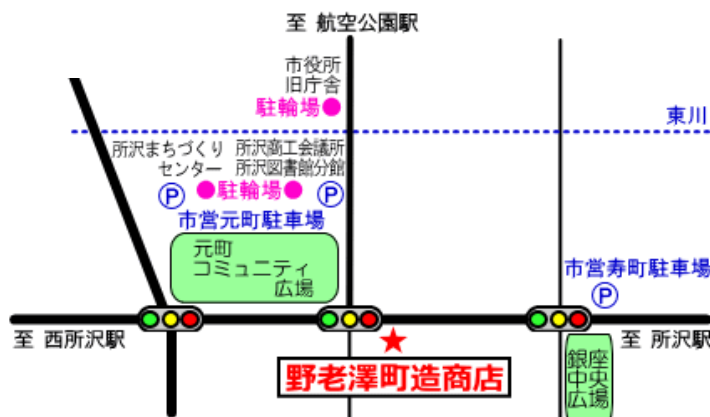 至 航空公園駅
市役所
旧庁舎
駐輪場●
東川
所沢まちづくり
センター
所沢商工会議所
所沢図書館分館
P
●駐輪場●
P
市営元町駐車場
元町
コミュニティ
広場
市営寿町駐車場
P
至 西所沢駅
至 所沢駅
野老澤町造商店
銀座
中央
広場